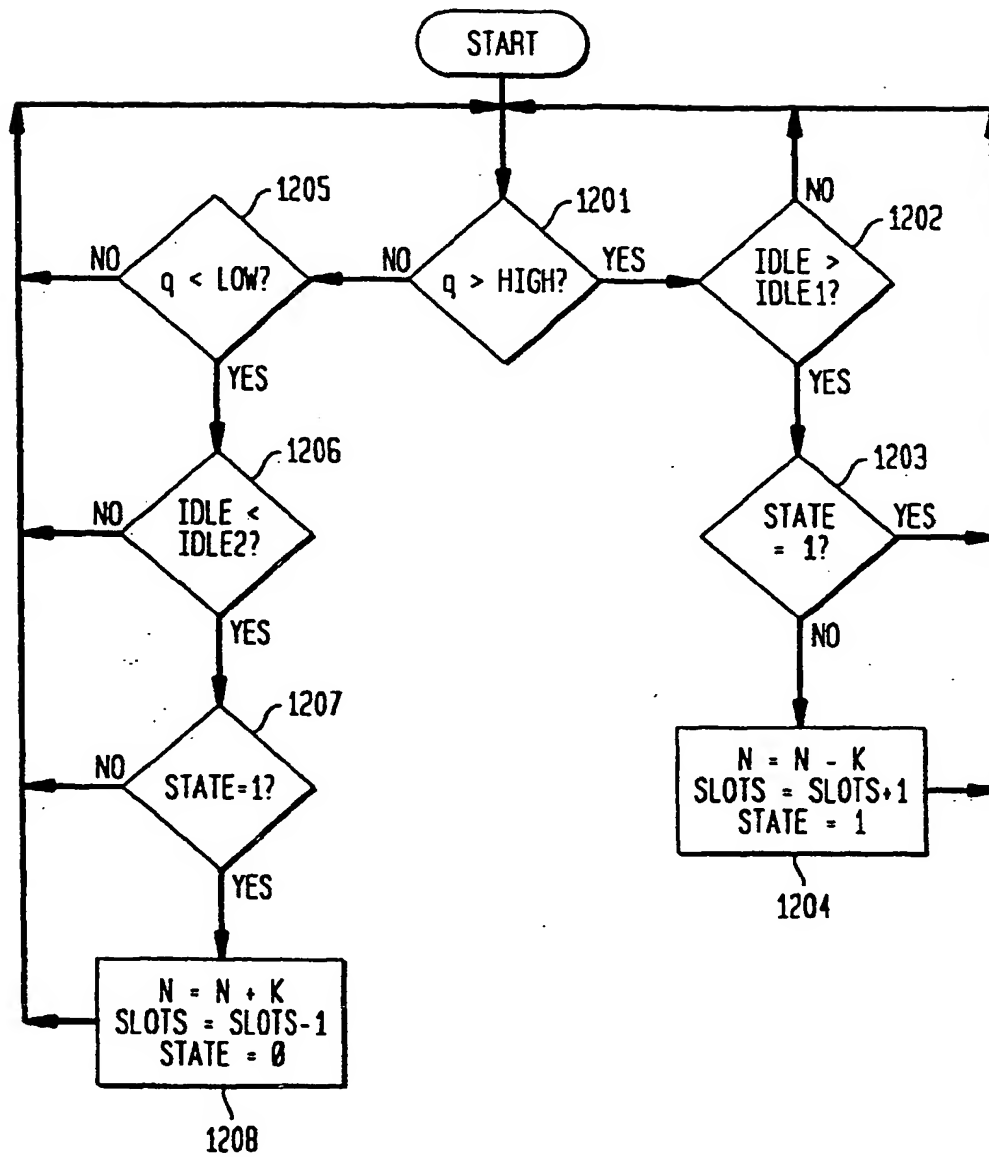 START
1205
1201
1202
NO
q < LOW?
NO
q > HIGH?
YES
NO
IDLE >
IDLE1?
YES
YES
1206
1203
NO
IDLE <
IDLE2?
STATE
= 1?
YES
YES
NO
1207
NO
STATE=1?
N = N - K
SLOTS = SLOTS+1
STATE = 1
YES
1204
N = N + K
SLOTS = SLOTS-1
STATE = 0
1208